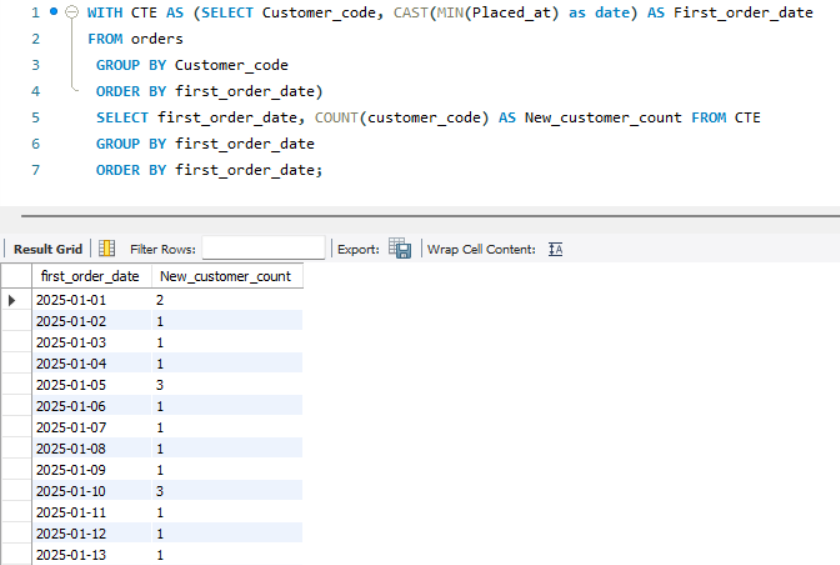 1 WITH CTE AS (SELECT Customer_code, CAST(MIN(Placed_at) as date) AS First_order_date
2 FROM orders
3 GROUP BY Customer_code
4 ORDER BY first_order_date)
5 SELECT first_order_date, COUNT(customer_code) AS New_customer_count FROM CTE
6 GROUP BY first_order_date
7 ORDER BY first_order_date;
Result Grid Filter Rows: Export: Wrap Cell Content: IA
first_order_date New_customer_count
2025-01-01 2
2025-01-02 1
2025-01-03 1
2025-01-04 1
2025-01-05 3
2025-01-06 1
2025-01-07 1
2025-01-08 1
2025-01-09 1
2025-01-10 3
2025-01-11 1
2025-01-12 1
2025-01-13 1